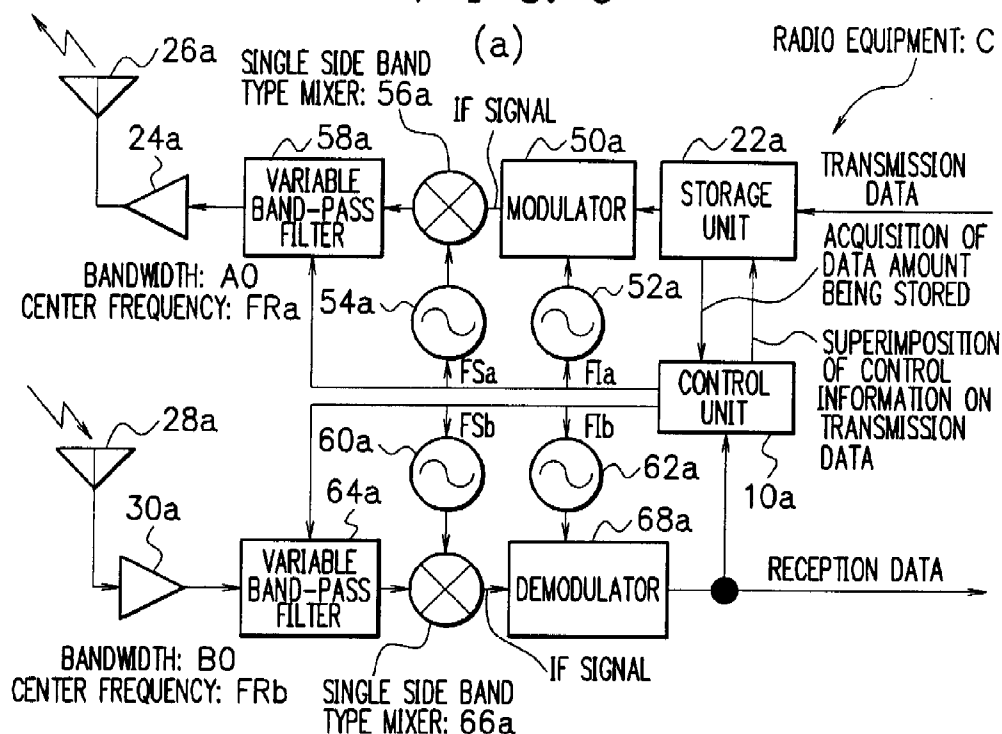 (a)
RADIO EQUIPMENT: C
26a
SINGLE SIDE BAND
TYPE MIXER: 56a
IF SIGNAL
24a
58a
50a
22a
VARIABLE
BAND-PASS
FILTER
MODULATOR
STORAGE
UNIT
TRANSMISSION
DATA
ACQUISITION OF
DATA AMOUNT
BEING STORED
BANDWIDTH: A0
CENTER FREQUENCY: FRa
54a
52a
FSa
FIa
CONTROL
UNIT
SUPERIMPOSITION
OF CONTROL
INFORMATION ON
TRANSMISSION
DATA
28a
60a
FSb
FIb
62a
10a
30a
64a
68a
VARIABLE
BAND-PASS
FILTER
DEMODULATOR
RECEPTION DATA
BANDWIDTH: B0
CENTER FREQUENCY: FRb
SINGLE SIDE BAND
TYPE MIXER: 66a
IF SIGNAL